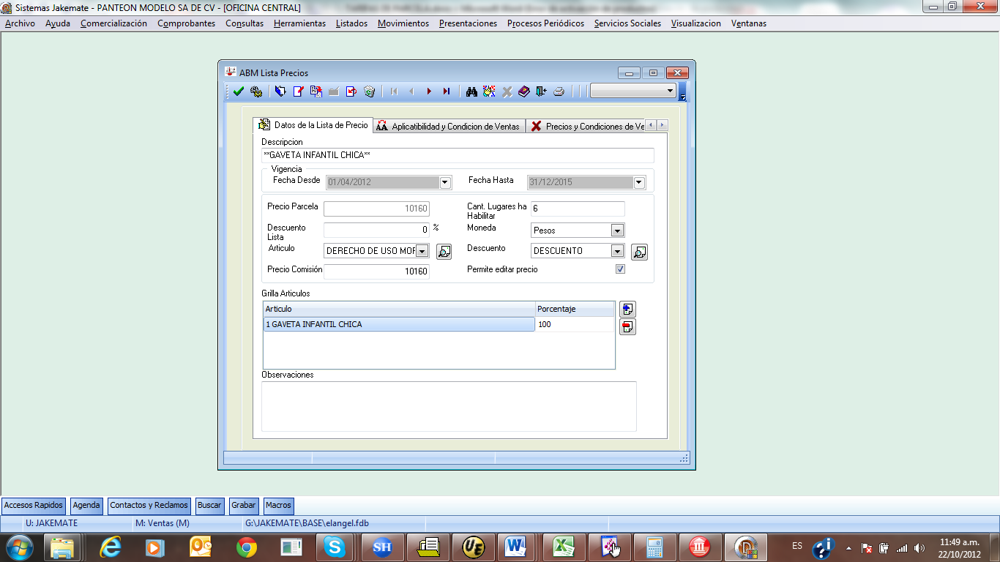 Sistemas Jakemate - PANTEON MODELO SA DE CV - [OFICINA CENTRAL]
Archivo Ayuda Comercialización Comprobantes Consultas Herramientas Listados Movimientos Presentaciones Procesos Periódicos Servicios Sociales Visualizacion Ventanas
ABM Lista Precios
Datos de la Lista de Precio Aplicatibilidad y Condicion de Ventas Precios y Condiciones de Ve
Descripcion
**GAVETA INFANTIL CHICA**
Vigencia
Fecha Desde 01/04/2012 Fecha Hasta 31/12/2015
Precio Parcela 10160 Cant. Lugares ha Habilitar 6
Descuento Lista 0 % Moneda Pesos
Articulo DERECHO DE USO MOR Descuento DESCUENTO
Precio Comisión 10160 Permite editar precio
Grilla Articulos
Articulo Porcentaje
1 GAVETA INFANTIL CHICA 100
Observaciones
Accesos Rapidos Agenda Contactos y Reclamos Buscar Grabar Macros
U: JAKEMATE M: Ventas (M) G:\JAKEMATE\BASE\elangel.fdb
SH UE ES 11:49 a.m.
22/10/2012